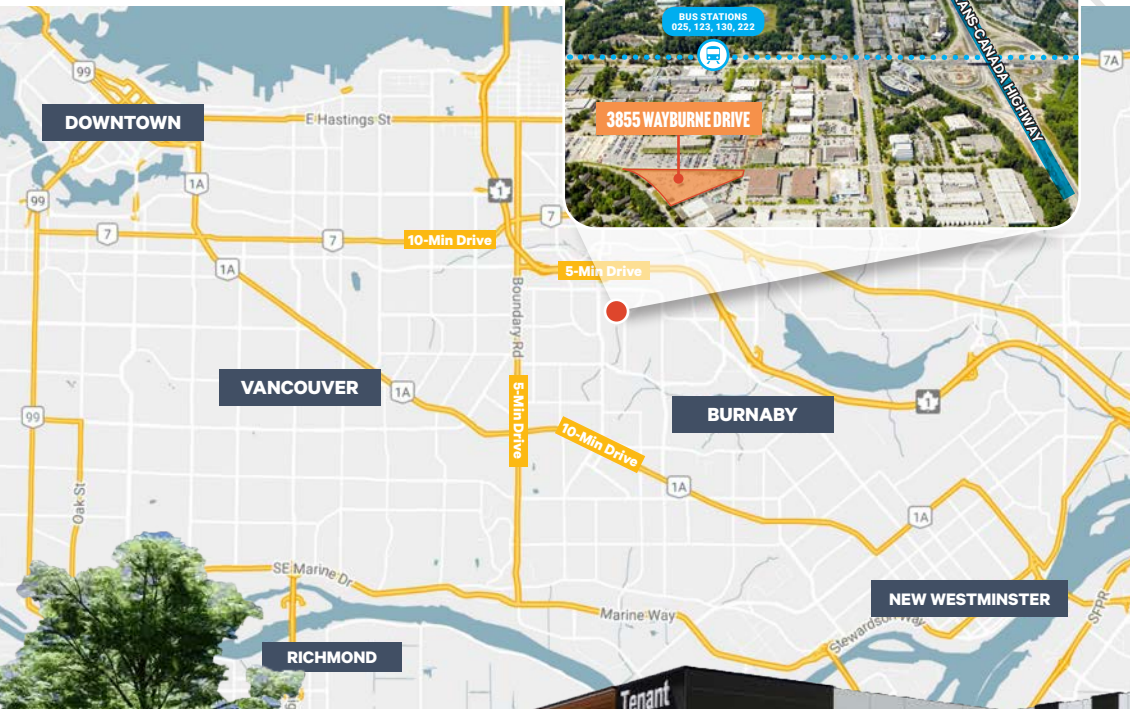 BUS STATIONS
025, 123, 130, 222
TRANS-CANADA HIGHWAY
7A
99
DOWNTOWN
E Hastings St
3855 WAYBURNE DRIVE
1A
1
99
7
7
10-Min Drive
7
1A
5-Min Drive
Boundary Rd
VANCOUVER
1A
5-Min Drive
BURNABY
1
99
10-Min Drive
1A
Oak St
1A
SE Marine Dr
Marine Way
NEW WESTMINSTER
Stewardson Way
SFPR
RICHMOND
Tenant